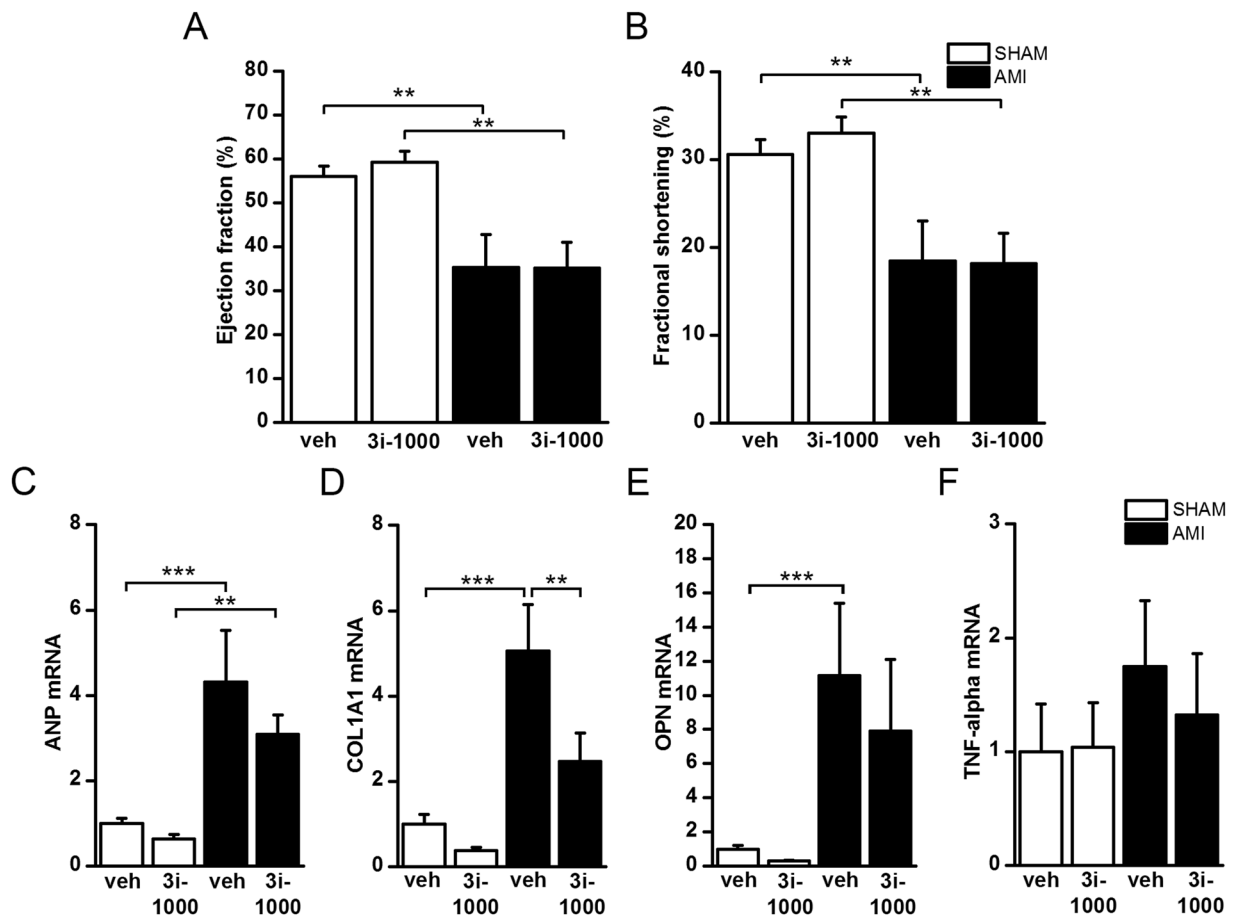 A
Ejection fraction (%)
80
70
60
50
40
30
20
10
0
**
**
veh 3i-1000 veh 3i-1000
B
SHAM
AMI
Fractional shortening (%)
40
30
20
10
0
**
**
veh 3i-1000 veh 3i-1000
C
ANP mRNA
8
6
4
2
0
***
**
veh 3i- veh 3i-
1000 1000
D
COL1A1 mRNA
8
6
4
2
0
*** **
veh 3i- veh 3i-
1000 1000
E
OPN mRNA
20
18
16
14
12
10
8
6
4
2
0
***
veh 3i- veh 3i-
1000 1000
F
SHAM
AMI
TNF-alpha mRNA
3
2
1
0
veh 3i- veh 3i-
1000 1000